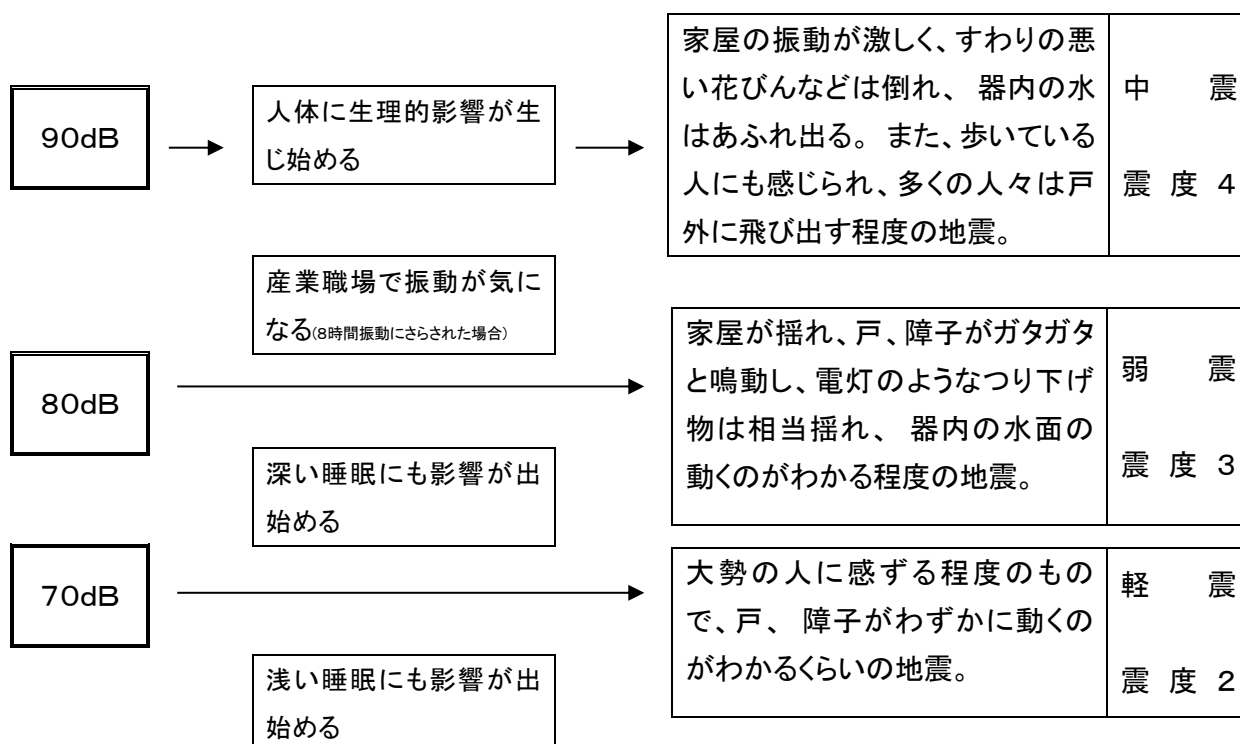 90dB
人体に生理的影響が生
じ始める
家屋の振動が激しく、すわりの悪
い花びんなどは倒れ、 器内の水
はあふれ出る。 また、歩いている
人にも感じられ、多くの人々は戸
外に飛び出す程度の地震。
中 震
震 度 4
産業職場で振動が気に
なる(8時間振動にさらされた場合)
80dB
家屋が揺れ、戸、障子がガタガタ
と鳴動し、電灯のようなつり下げ
物は相当揺れ、 器内の水面の
動くのがわかる程度の地震。
弱 震
震 度 3
深い睡眠にも影響が出
始める
70dB
大勢の人に感ずる程度のもの
で、戸、 障子がわずかに動くの
がわかるくらいの地震。
軽 震
震 度 2
浅い睡眠にも影響が出
始める